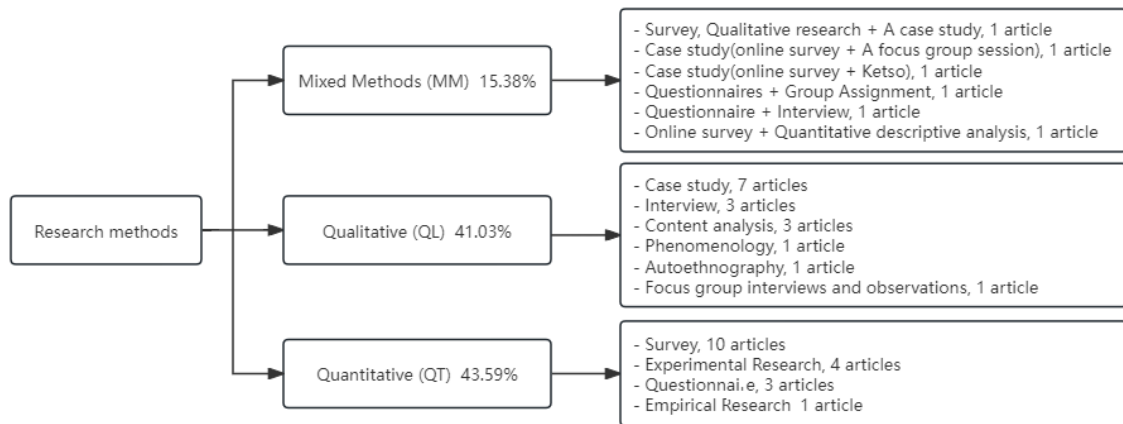 Research methods
Mixed Methods (MM) 15.38%
- Survey, Qualitative research + A case study, 1 article
- Case study(online survey + A focus group session), 1 article
- Case study(online survey + Ketso), 1 article
- Questionnaires + Group Assignment, 1 article
- Questionnaire + Interview, 1 article
- Online survey + Quantitative descriptive analysis, 1 article
Qualitative (QL) 41.03%
- Case study, 7 articles
- Interview, 3 articles
- Content analysis, 3 articles
- Phenomenology, 1 article
- Autoethnography, 1 article
- Focus group interviews and observations, 1 article
Quantitative (QT) 43.59%
- Survey, 10 articles
- Experimental Research, 4 articles
- Questionnai.e, 3 articles
- Empirical Research 1 article